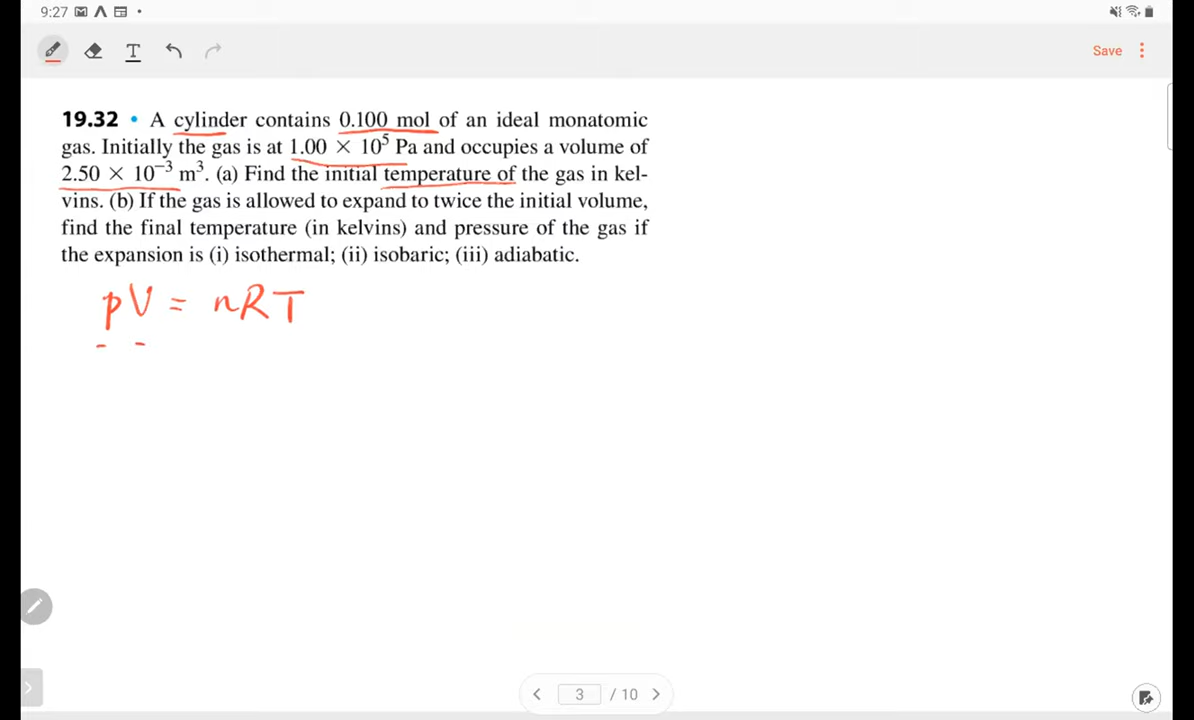 9:27
Save
19.32 • A cylinder contains 0.100 mol of an ideal monatomic
gas. Initially the gas is at 1.00 × 10⁵ Pa and occupies a volume of
2.50 × 10⁻³ m³. (a) Find the initial temperature of the gas in kel-
vins. (b) If the gas is allowed to expand to twice the initial volume,
find the final temperature (in kelvins) and pressure of the gas if
the expansion is (i) isothermal; (ii) isobaric; (iii) adiabatic.
pV = nRT
3 / 10